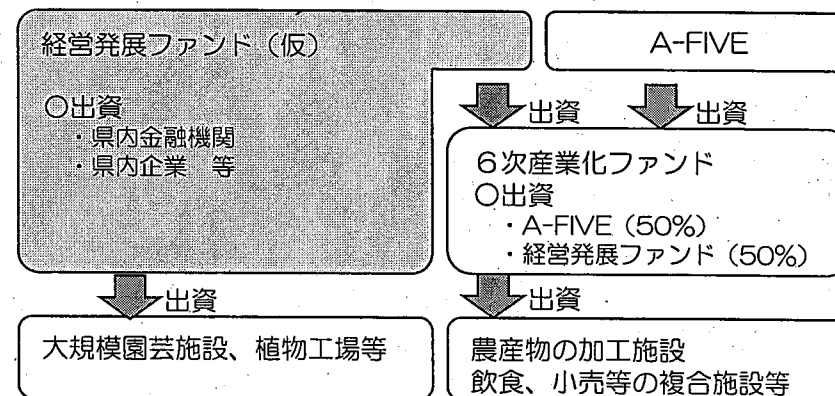 経営発展ファンド（仮）
〇出資
・県内金融機関
・県内企業　等
A-FIVE
出資
出資
６次産業化ファンド
〇出資
・A-FIVE（50%）
・経営発展ファンド（50%）
出資
出資
大規模園芸施設、植物工場等
農産物の加工施設
飲食、小売等の複合施設等